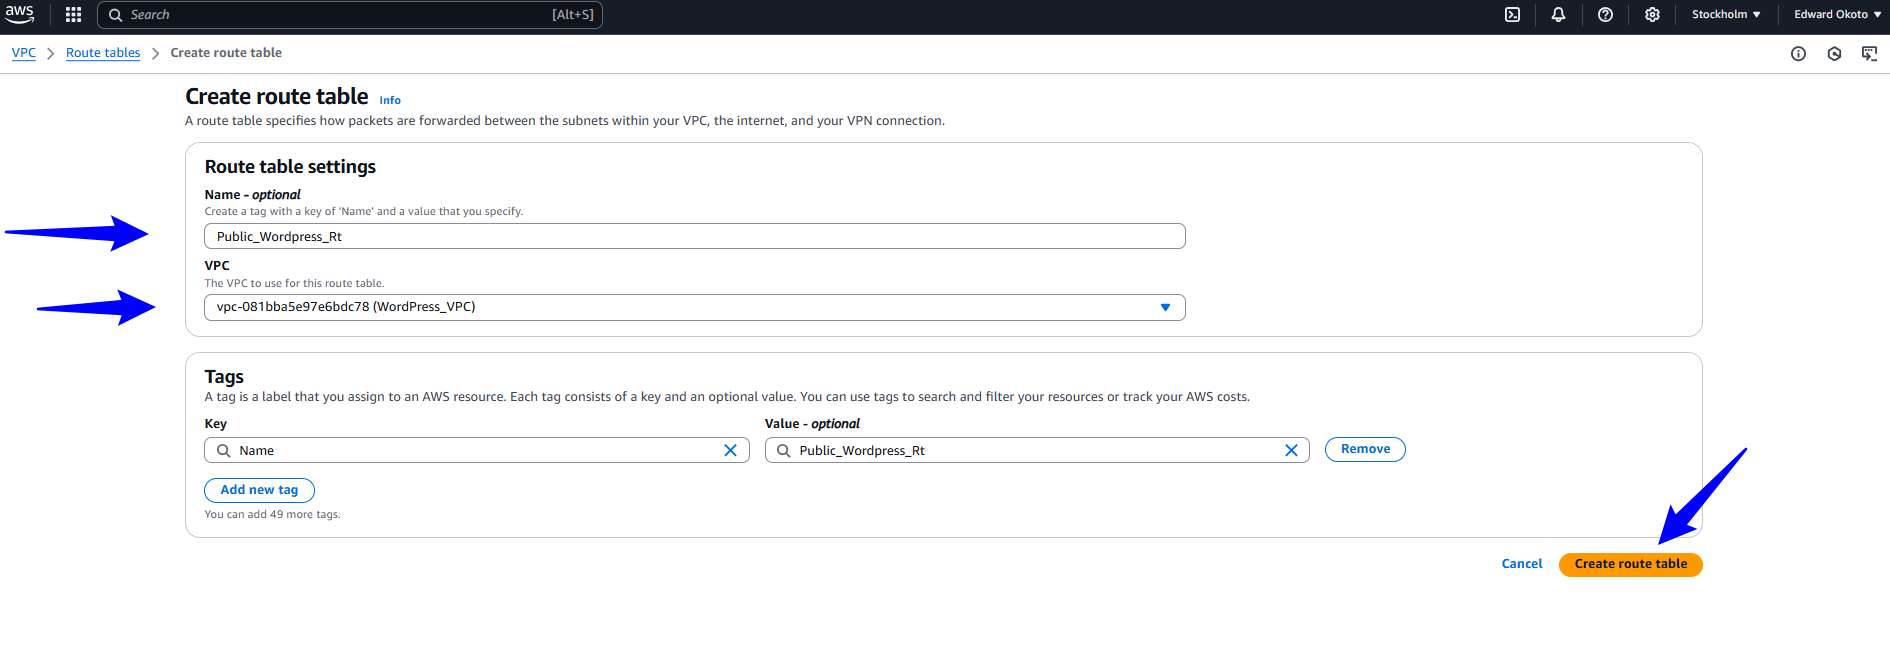 aws Search [Alt+S] Stockholm Edward Okoto
VPC Route tables Create route table
Create route table Info
A route table specifies how packets are forwarded between the subnets within your VPC, the internet, and your VPN connection.
Route table settings
Name - optional
Create a tag with a key of 'Name' and a value that you specify.
Public_Wordpress_Rt
VPC
The VPC to use for this route table.
vpc-081bba5e97e6bdc78 (WordPress_VPC)
Tags
A tag is a label that you assign to an AWS resource. Each tag consists of a key and an optional value. You can use tags to search and filter your resources or track your AWS costs.
Key Value - optional
Name Public_Wordpress_Rt Remove
Add new tag
You can add 49 more tags.
Cancel Create route table